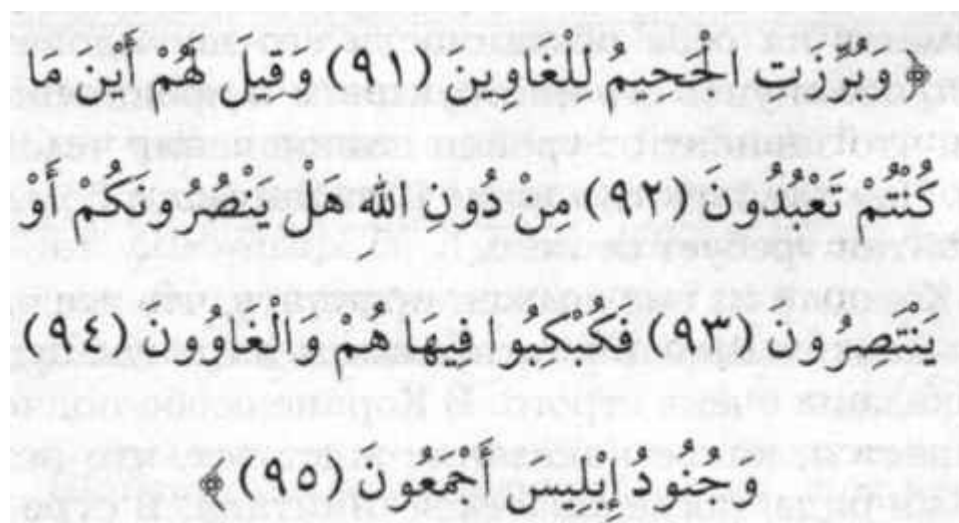 ﴿ وَبُرِّزَتِ الْجَحِيمُ لِلْغَاوِينَ (٩١) وَقِيلَ لَهُمْ أَيْنَ مَا
كُنْتُمْ تَعْبُدُونَ (٩٢) مِنْ دُونِ اللهِ هَلْ يَنْصُرُونَكُمْ أَوْ
يَنْتَصِرُونَ (٩٣) فَكُبْكِبُوا فِيهَا هُمْ وَالْغَاوُونَ (٩٤)
وَجُنُودُ إِبْلِيسَ أَجْمَعُونَ (٩٥) ﴾